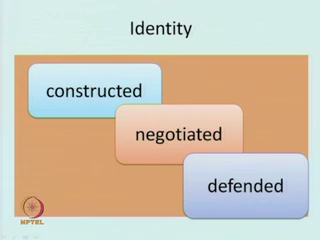 Identity
constructed
negotiated
defended
NPTEL